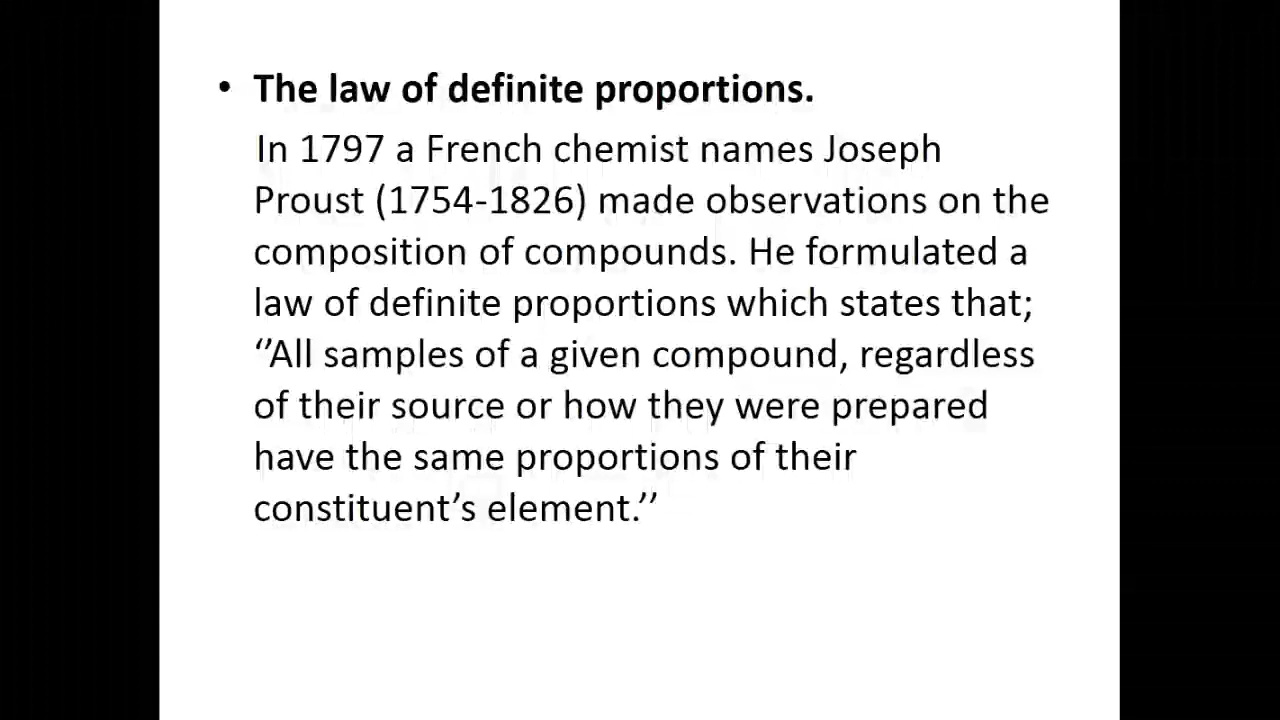 • The law of definite proportions.
In 1797 a French chemist names Joseph
Proust (1754-1826) made observations on the
composition of compounds. He formulated a
law of definite proportions which states that;
‘’All samples of a given compound, regardless
of their source or how they were prepared
have the same proportions of their
constituent’s element.’’